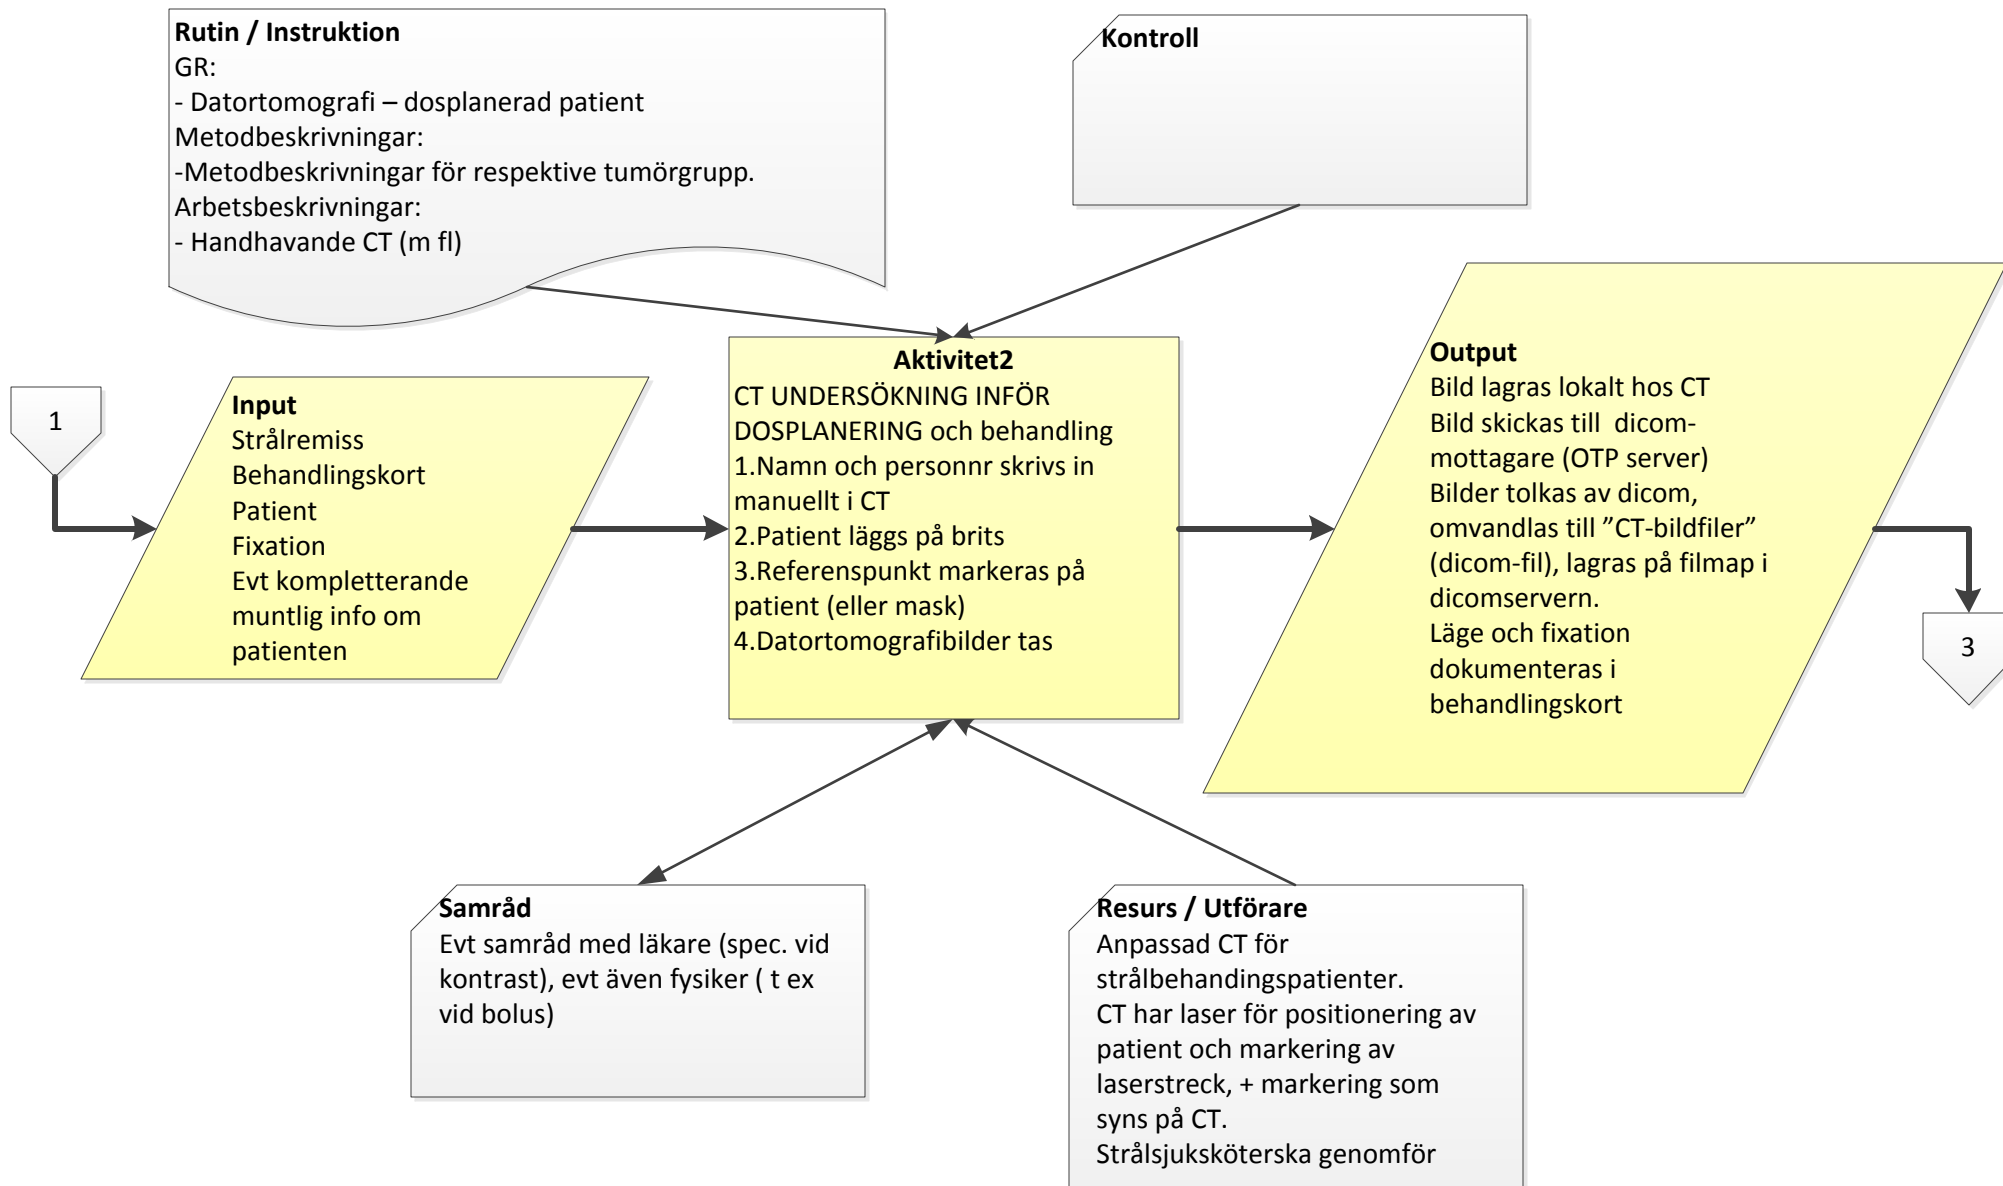 Rutin / Instruktion
GR:
- Datortomografi – dosplanerad patient
Metodbeskrivningar:
-Metodbeskrivningar för respektive tumörgrupp.
Arbetsbeskrivningar:
- Handhavande CT (m fl)
Kontroll
1
Input
Strålremiss
Behandlingskort
Patient
Fixation
Evt kompletterande
muntlig info om
patienten
Aktivitet2
CT UNDERSÖKNING INFÖR
DOSPLANERING och behandling
1.Namn och personnr skrivs in
manuellt i CT
2.Patient läggs på brits
3.Referenspunkt markeras på
patient (eller mask)
4.Datortomografibilder tas
Output
Bild lagras lokalt hos CT
Bild skickas till dicom-
mottagare (OTP server)
Bilder tolkas av dicom,
omvandlas till ”CT-bildfiler”
(dicom-fil), lagras på filmap i
dicomservern.
Läge och fixation
dokumenteras i
behandlingskort
3
Samråd
Evt samråd med läkare (spec. vid
kontrast), evt även fysiker ( t ex
vid bolus)
Resurs / Utförare
Anpassad CT för
strålbehandingspatienter.
CT har laser för positionering av
patient och markering av
laserstreck, + markering som
syns på CT.
Strålsjuksköterska genomför